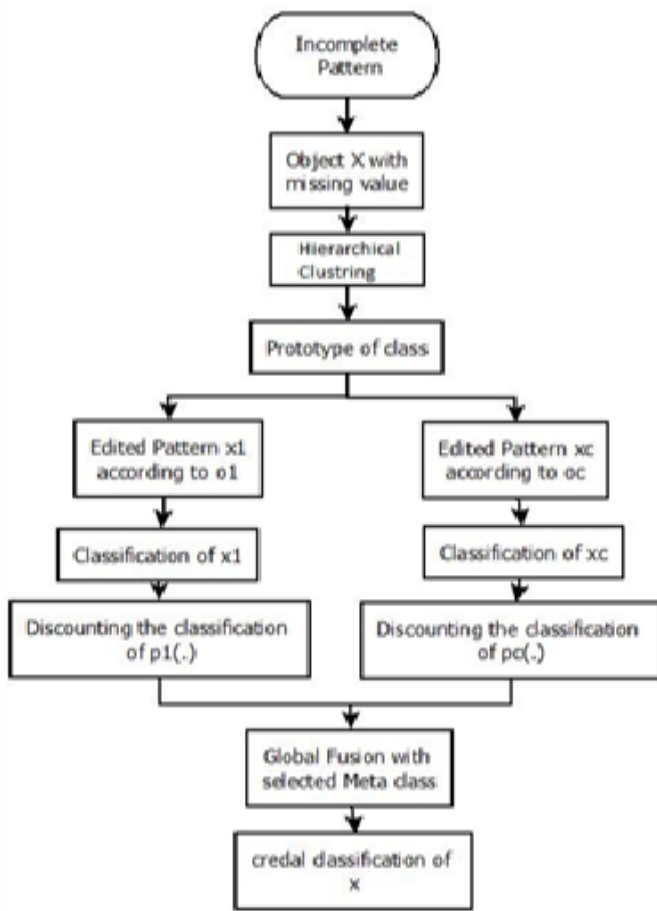 Incomplete
Pattern
Object X with
missing value
Hierarchical
Clustring
Prototype of class
Edited Pattern x1
according to o1
Edited Pattern xc
according to oc
Classification of x1
Classification of xc
Discounting the classification
of p1(.)
Discounting the classification
of pc(.)
Global Fusion with
selected Meta class
credal classification of
x